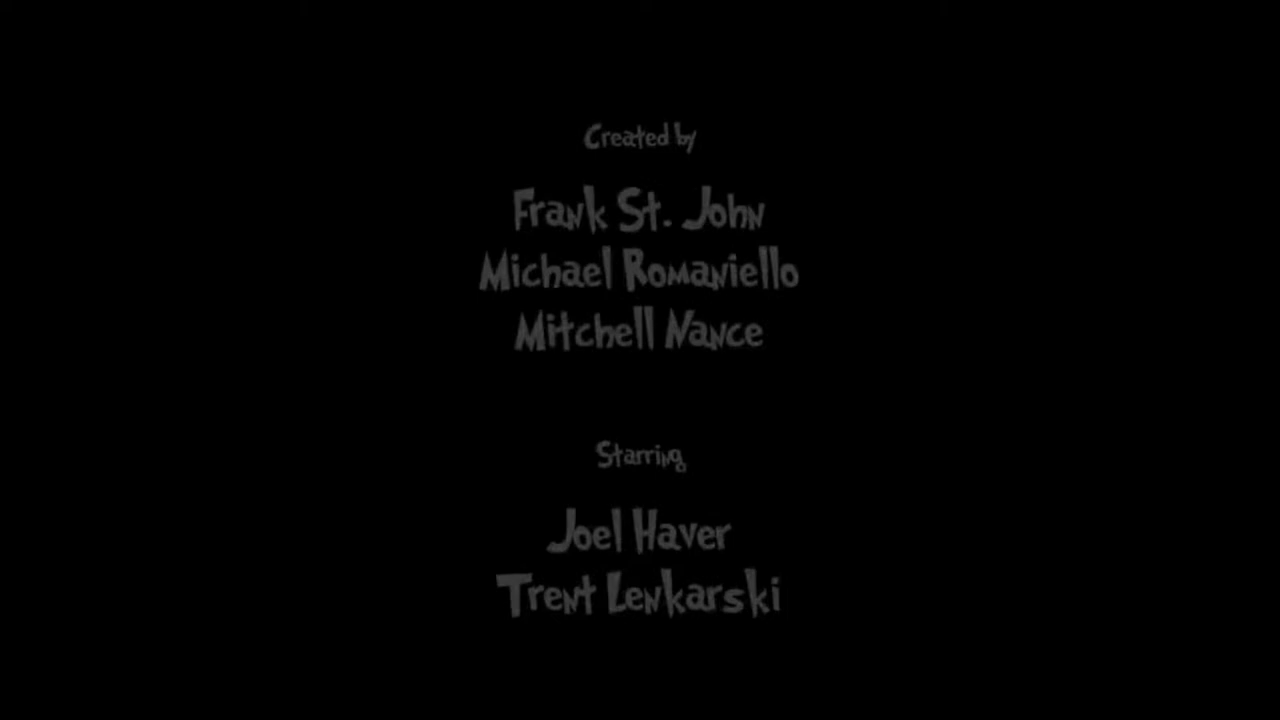 Created by
Frank St. John
Michael Romaniello
Mitchell Nance
Starring
Joel Haver
Trent Lenkarski